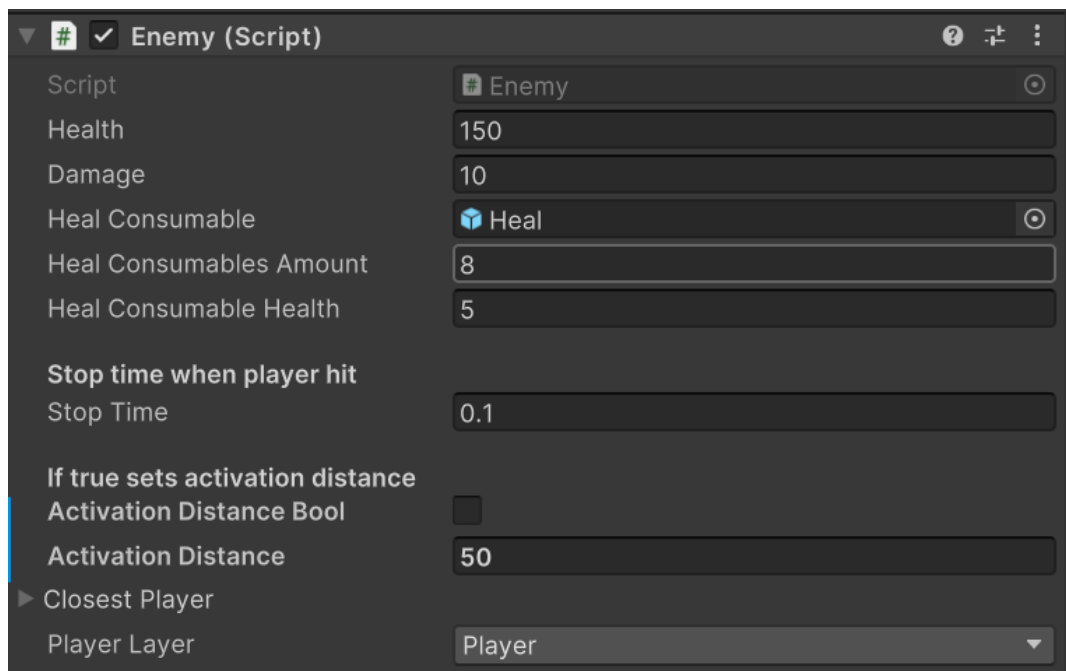 Enemy (Script)
Script Enemy
Health 150
Damage 10
Heal Consumable Heal
Heal Consumables Amount 8
Heal Consumable Health 5
Stop time when player hit
Stop Time 0.1
If true sets activation distance
Activation Distance Bool
Activation Distance 50
Closest Player
Player Layer Player